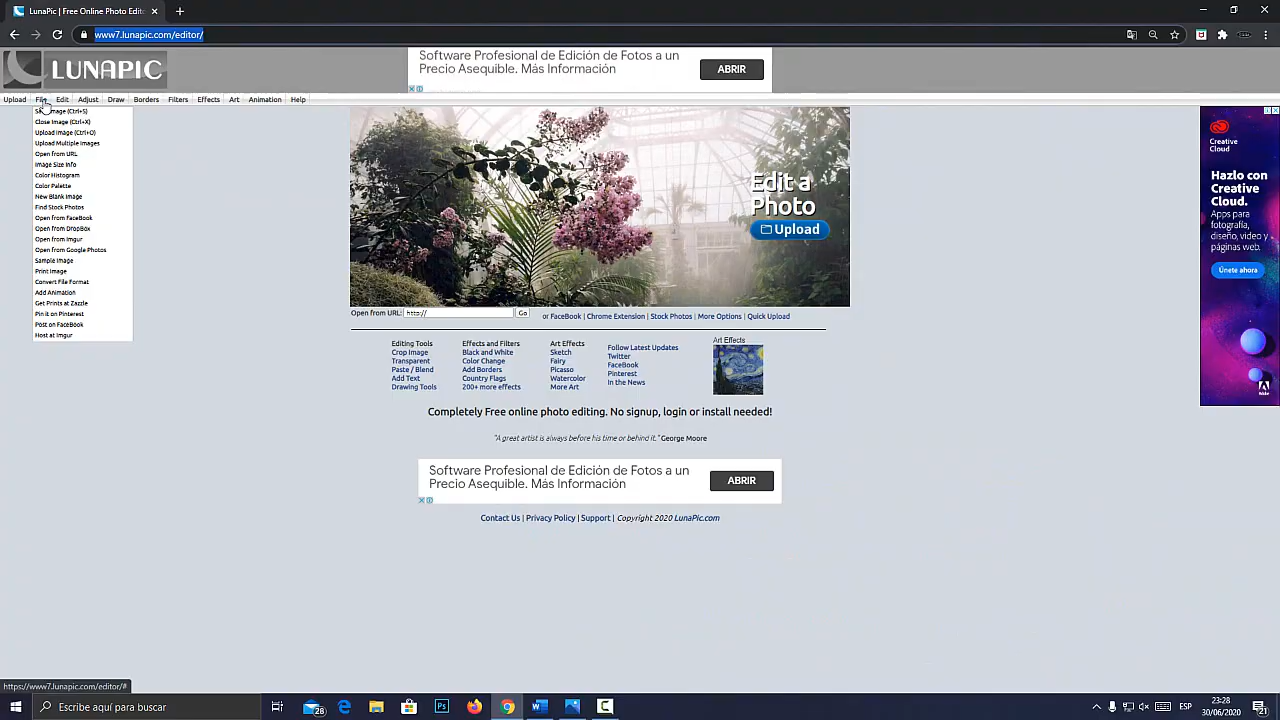 LunaPic | Free Online Photo Edito
www7.lunapic.com/editor/
LUNAPIC
Software Profesional de Edición de Fotos a un
Precio Asequible. Más Información
ABRIR
Upload File Edit Adjust Draw Borders Filters Effects Art Animation Help
Save Image (Ctrl+S)
Close Image (Ctrl+X)
Upload Image (Ctrl+O)
Upload Multiple Images
Open from URL
Image Size Info
Color Histogram
Color Palette
New Blank Image
Find Stock Photos
Open from FaceBook
Open from DropBox
Open from Imgur
Open from Google Photos
Sample Image
Print Image
Convert File Format
Add Animation
Get Prints at Zazzle
Pin it on Pinterest
Post on FaceBook
Host at Imgur
Edit a
Photo
Upload
Open from URL: http:// Go or FaceBook | Chrome Extension | Stock Photos | More Options | Quick Upload
Editing Tools
Crop Image
Transparent
Paste / Blend
Add Text
Drawing Tools
Effects and Filters
Black and White
Color Change
Add Borders
Country Flags
200+ more effects
Art Effects
Sketch
Fairy
Picasso
Watercolor
More Art
Follow Latest Updates
Twitter
FaceBook
Pinterest
In the News
Art Effects
Completely Free online photo editing. No signup, login or install needed!
"A great artist is always before his time or behind it." George Moore
Software Profesional de Edición de Fotos a un
Precio Asequible. Más Información
ABRIR
Contact Us | Privacy Policy | Support | Copyright 2020 LunaPic.com
Creative
Cloud
Hazlo con
Creative
Cloud.
Apps para
fotografía,
diseño, video y
páginas web.
Únete ahora
https://www7.lunapic.com/editor/#
Escribe aquí para buscar
28
ESP
23:28
30/06/2020